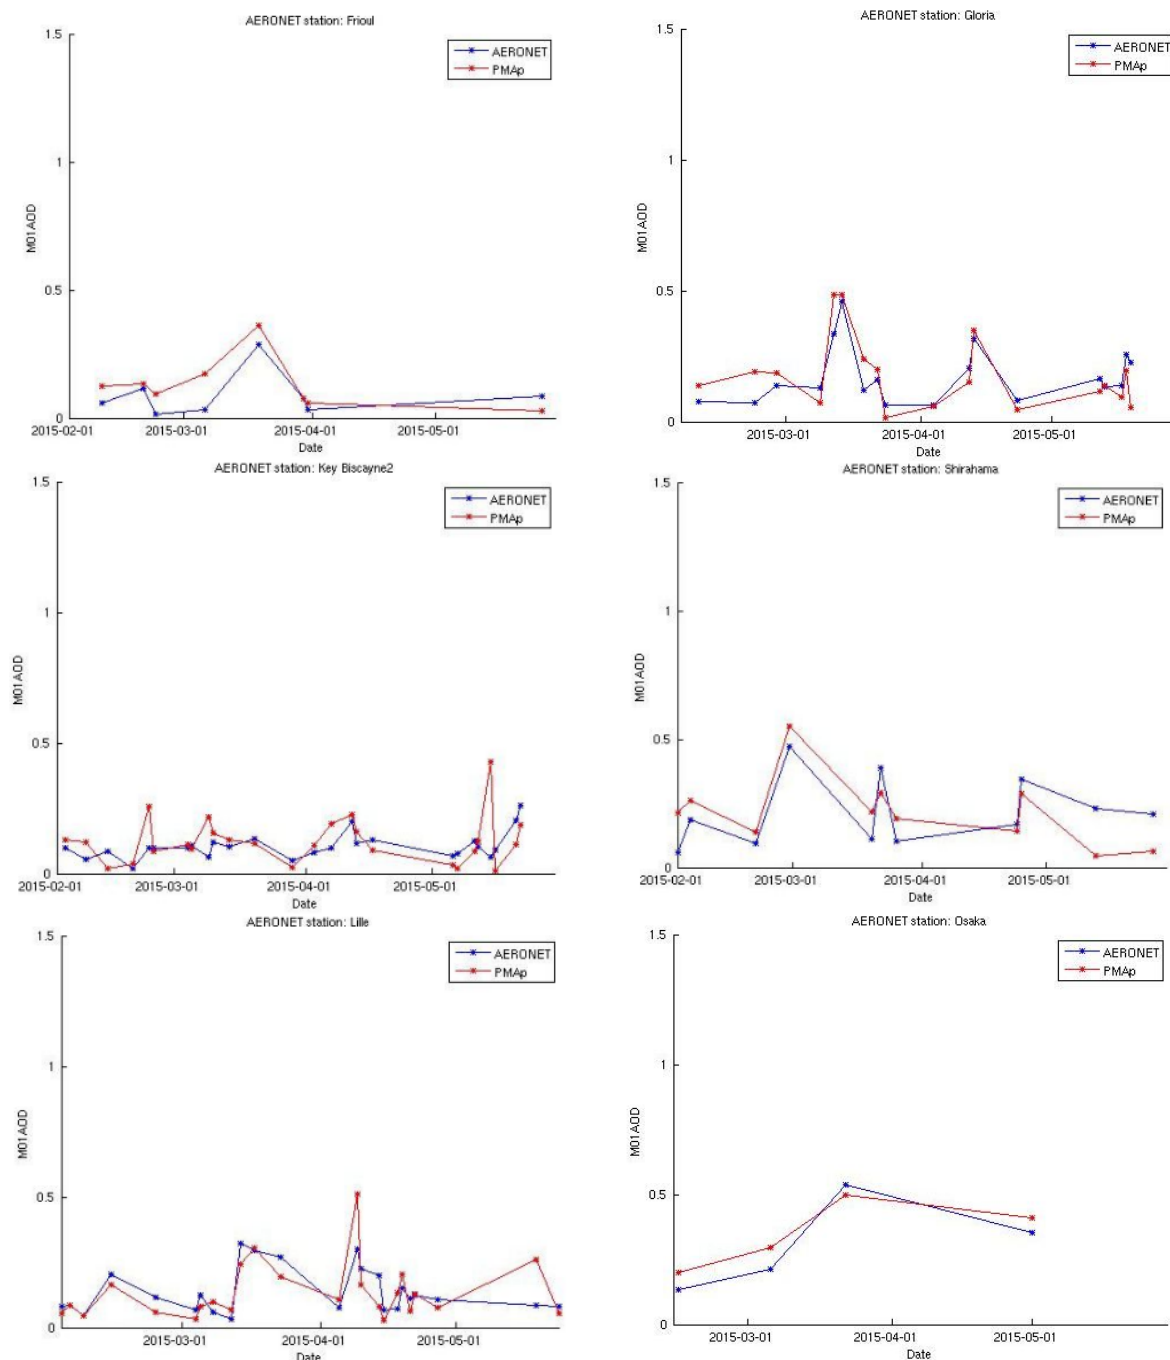 AERONET station: Frioul
1.5
AERONET
PMAp
1
M01AOD
0.5
0
2015-02-01 2015-03-01 2015-04-01 2015-05-01
Date
AERONET station: Gloria
1.5
AERONET
PMAp
1
M01AOD
0.5
0
2015-03-01 2015-04-01 2015-05-01
Date
AERONET station: Key Biscayne2
1.5
AERONET
PMAp
1
M01AOD
0.5
0
2015-02-01 2015-03-01 2015-04-01 2015-05-01
Date
AERONET station: Shirahama
1.5
AERONET
PMAp
1
M01AOD
0.5
0
2015-02-01 2015-03-01 2015-04-01 2015-05-01
Date
AERONET station: Lille
1.5
AERONET
PMAp
1
M01AOD
0.5
0
2015-03-01 2015-04-01 2015-05-01
Date
AERONET station: Osaka
1.5
AERONET
PMAp
1
M01AOD
0.5
0
2015-03-01 2015-04-01 2015-05-01
Date